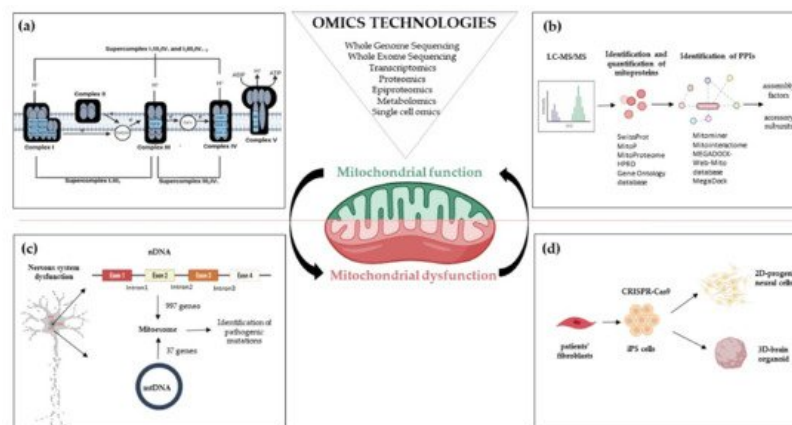 (a)
Supercomplex I₁III₂IV₁ and I₁III₂IV₂₋₄
H⁺
H⁺
H⁺
ADP
ATP
H⁺
Complex II
Complex I
Complex III
Complex IV
Complex V
Supercomplex I₁III₂
Supercomplex III₂IV₁
OMICS TECHNOLOGIES
Whole Genome Sequencing
Whole Exome Sequencing
Transcriptomics
Proteomics
Epiproteomics
Metabolomics
Single cell omics
Mitochondrial function
Mitochondrial dysfunction
(b)
LC-MS/MS
Identification and
quantification of
mitoproteins
Identification of PPIs
assembly
factors
accessory
subunits
SwissProt
MitoP
MitoProteome
HPRD
Gene Ontology
database
Mitominer
Mitointeractome
MEGADOCK-
Web-Mito
database
MegaDock
(c)
Nervous system
dysfunction
nDNA
Exon 1
Exon 2
Exon 3
Exon 4
Intron1
Intron2
Intron3
997 genes
Mitoexome
Identification of
pathogenic
mutations
37 genes
mtDNA
(d)
CRISPR-Cas9
patients'
fibroblasts
iPS cells
2D-progeni
neural cells
3D-brain
organoid